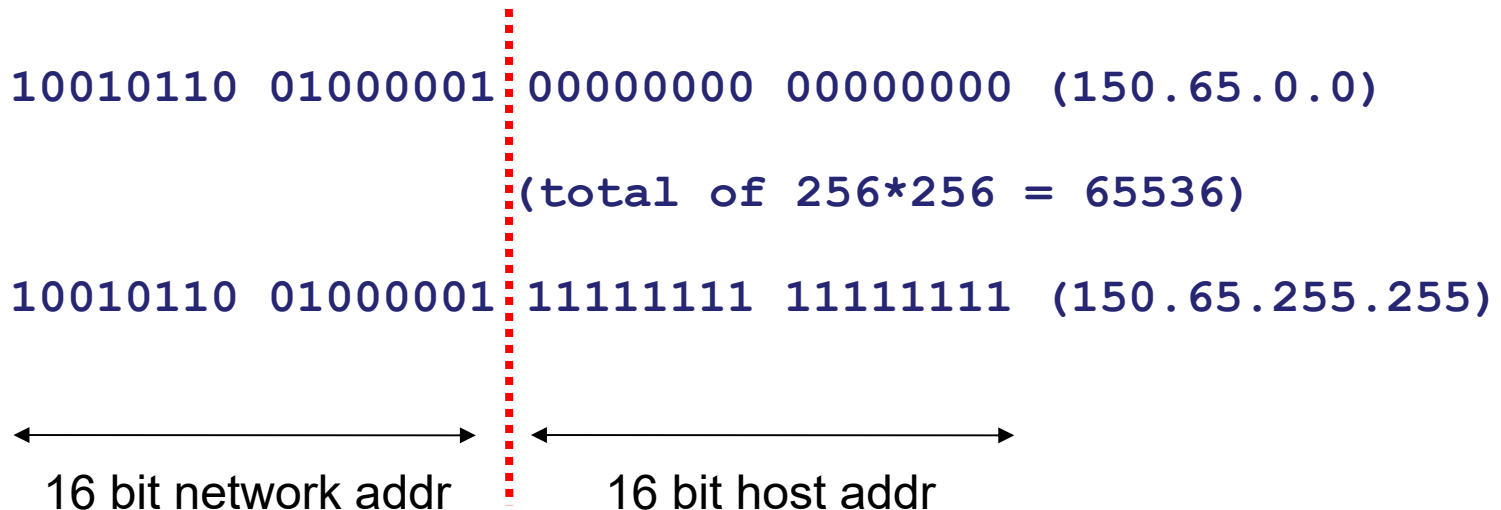 10010110 01000001 00000000 00000000 (150.65.0.0)
(total of 256*256 = 65536)
10010110 01000001 11111111 11111111 (150.65.255.255)
16 bit network addr 16 bit host addr